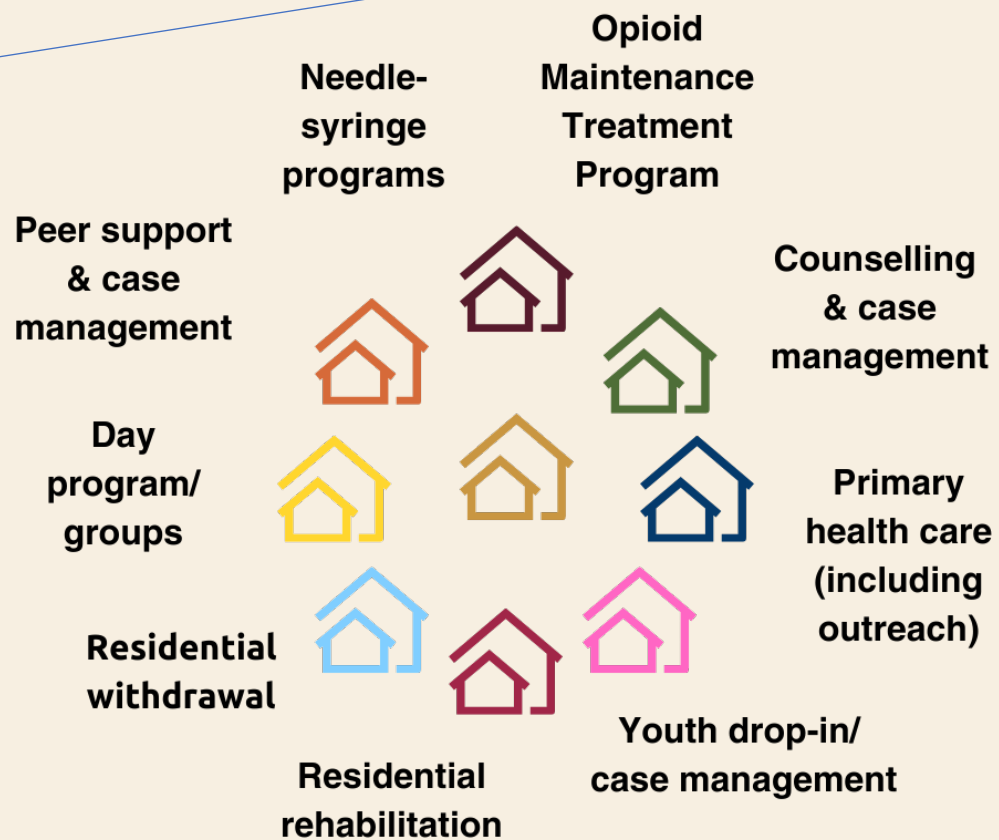 Needle-
syringe
programs
Opioid
Maintenance
Treatment
Program
Peer support
& case
management
Counselling
& case
management
Day
program/
groups
Primary
health care
(including
outreach)
Residential
withdrawal
Youth drop-in/
case management
Residential
rehabilitation